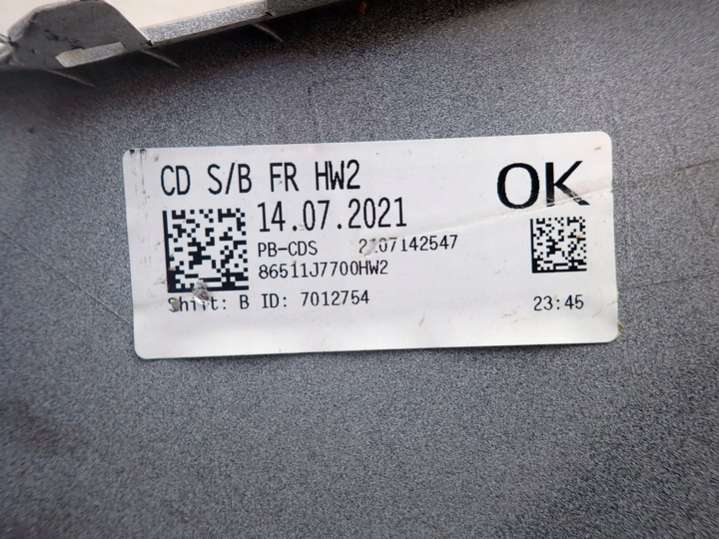 CD S/B FR HW2
OK
14.07.2021
PB-CDS 2107142547
86511J7700HW2
Shift: B ID: 7012754
23:45